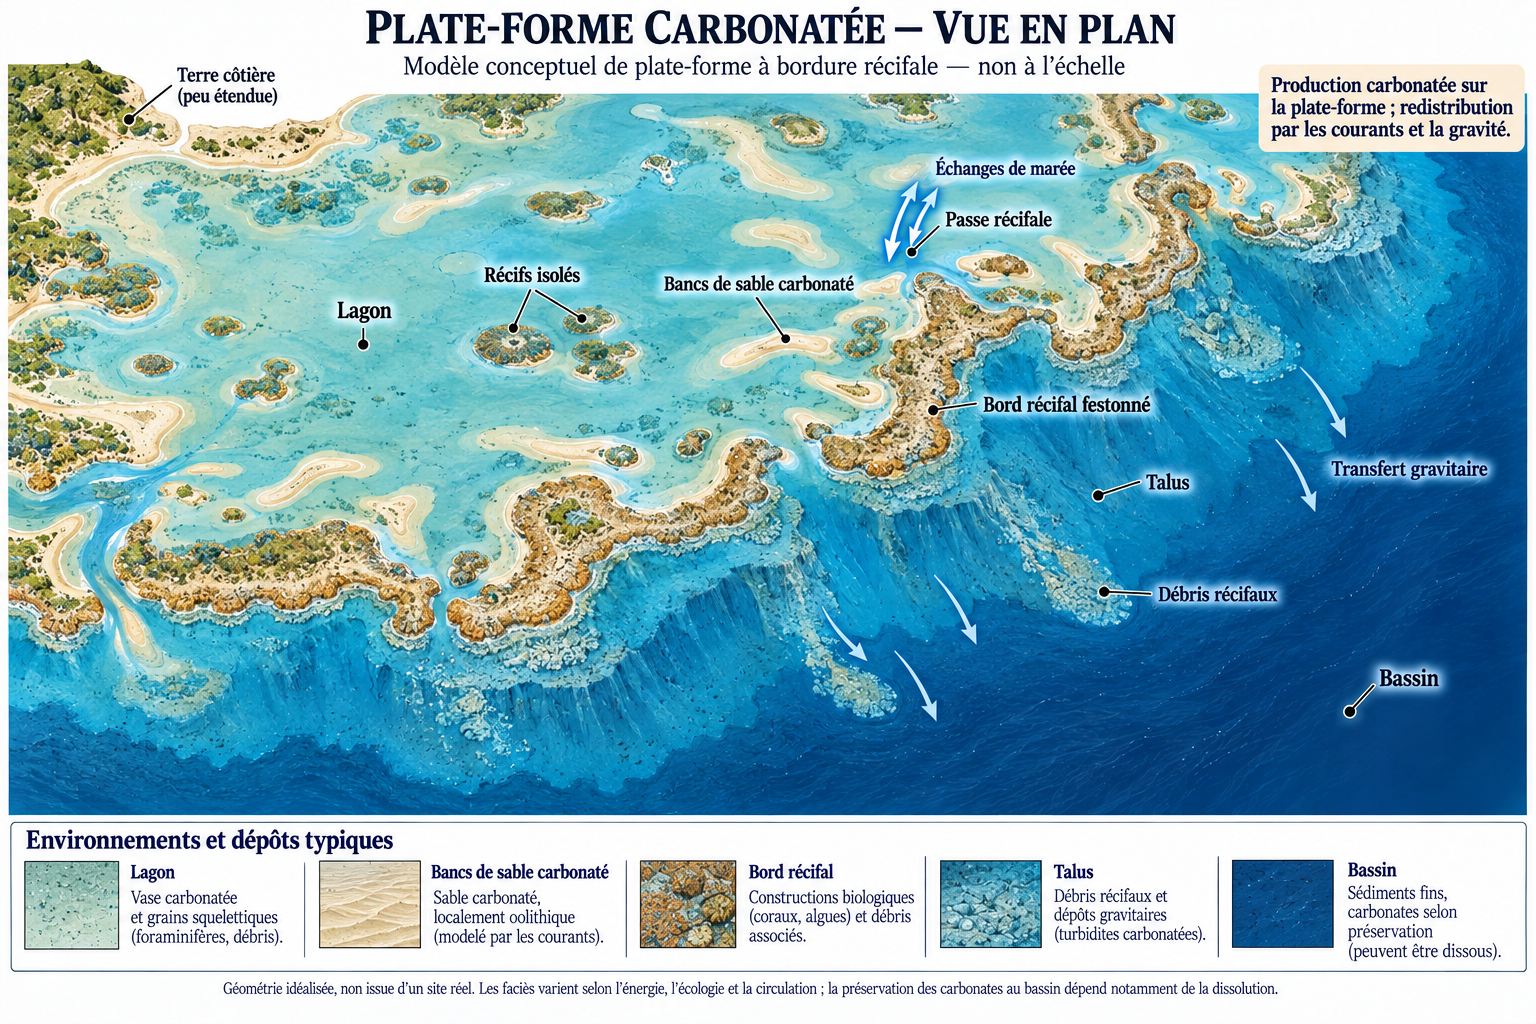 PLATE-FORME CARBONATÉE — VUE EN PLAN
Modèle conceptuel de plate-forme à bordure récifale — non à l'échelle
Terre côtière
(peu étendue)
Production carbonatée sur
la plate-forme ; redistribution
par les courants et la gravité.
Échanges de marée
Passe récifale
Récifs isolés
Bancs de sable carbonaté
Lagon
Bord récifal festonné
Transfert gravitaire
Talus
Débris récifaux
Bassin
Environnements et dépôts typiques
Lagon
Vase carbonatée
et grains squelettiques
(foraminifères, débris).
Bancs de sable carbonaté
Sable carbonaté,
localement oolithique
(modelé par les courants).
Bord récifal
Constructions biologiques
(coraux, algues) et débris
associés.
Talus
Débris récifaux et
dépôts gravitaires
(turbidites carbonatées).
Bassin
Sédiments fins,
carbonates selon
préservation
(peuvent être dissous).
Géométrie idéalisée, non issue d'un site réel. Les faciès varient selon l'énergie, l'écologie et la circulation ; la préservation des carbonates au bassin dépend notamment de la dissolution.